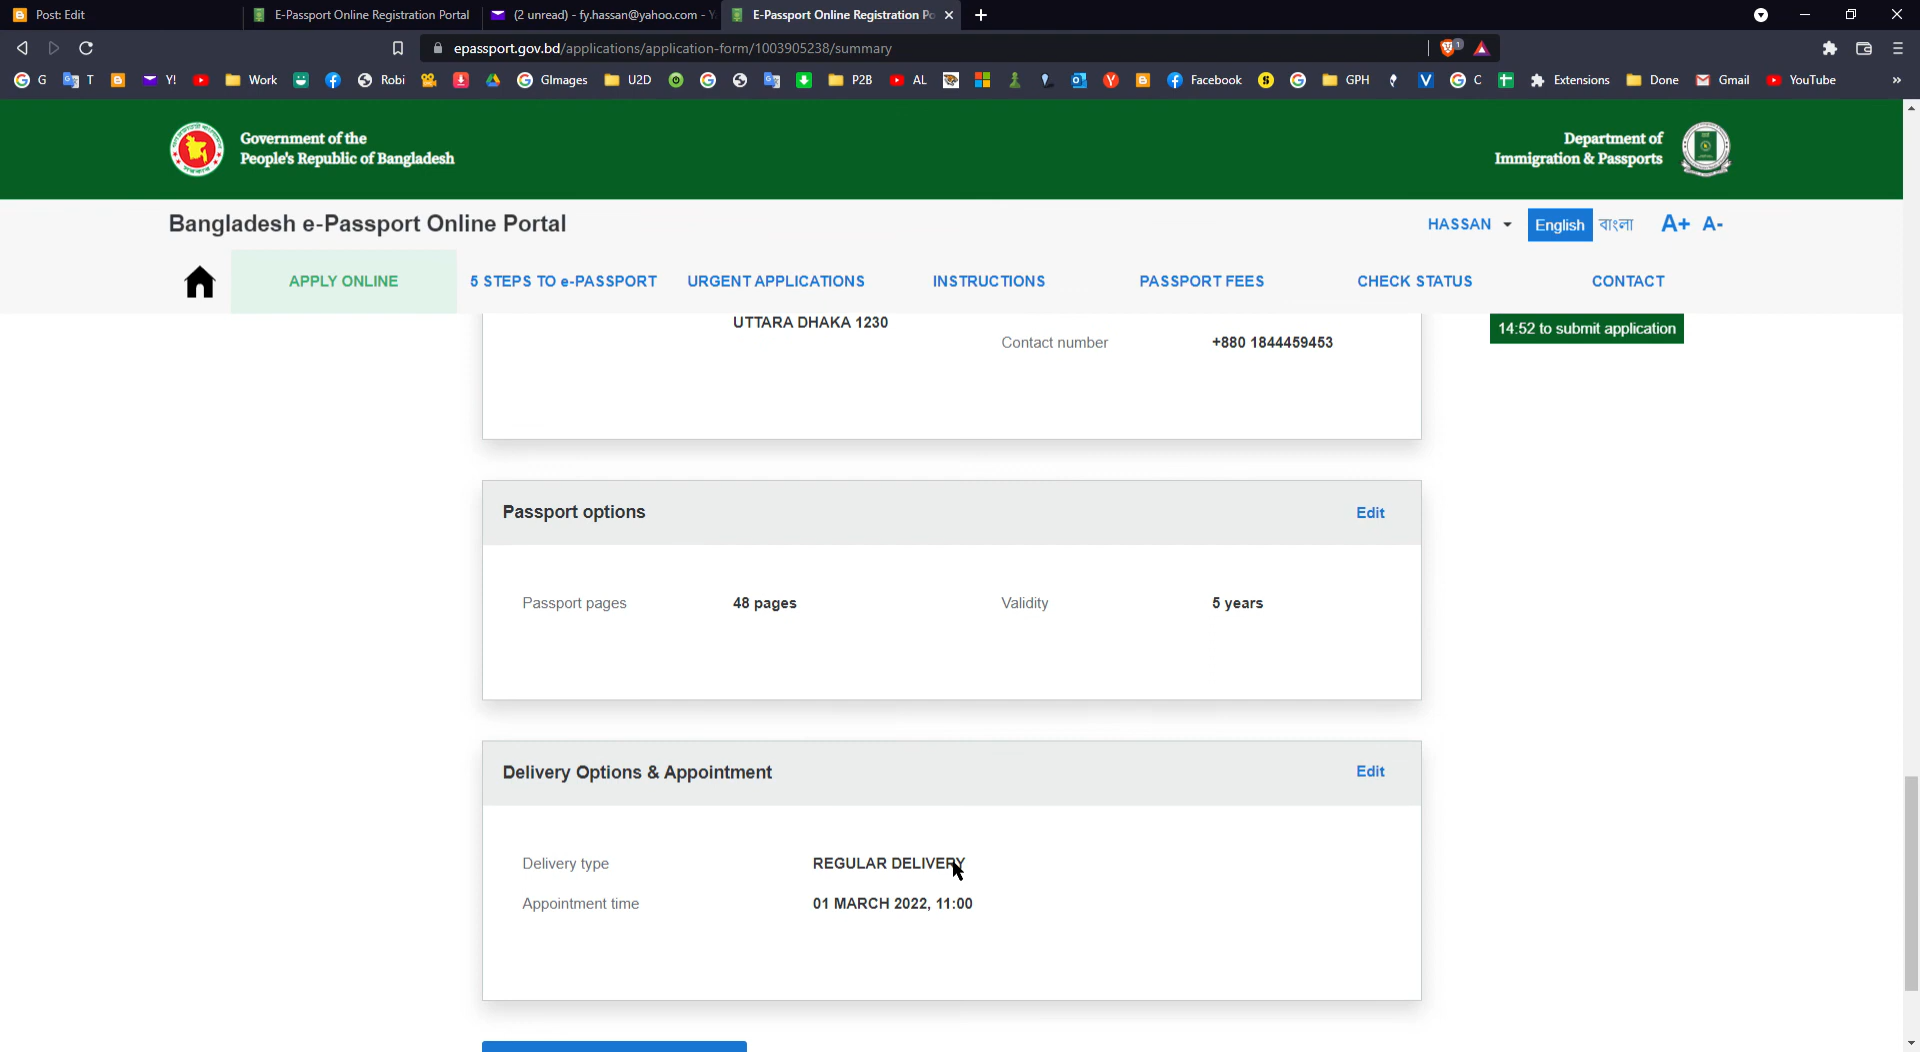 Post: Edit
E-Passport Online Registration Portal
(2 unread) - fy.hassan@yahoo.com - Y
E-Passport Online Registration Po
epassport.gov.bd/applications/application-form/1003905238/summary
G T Y! Work Robi GImages U2D P2B AL Facebook GPH C Extensions Done Gmail YouTube »
Government of the
People's Republic of Bangladesh
Department of
Immigration & Passports
Bangladesh e-Passport Online Portal
HASSAN English বাংলা A+ A-
APPLY ONLINE 5 STEPS TO e-PASSPORT URGENT APPLICATIONS INSTRUCTIONS PASSPORT FEES CHECK STATUS CONTACT
UTTARA DHAKA 1230
14:52 to submit application
Contact number +880 1844459453
Passport options Edit
Passport pages 48 pages Validity 5 years
Delivery Options & Appointment Edit
Delivery type REGULAR DELIVERY
Appointment time 01 MARCH 2022, 11:00